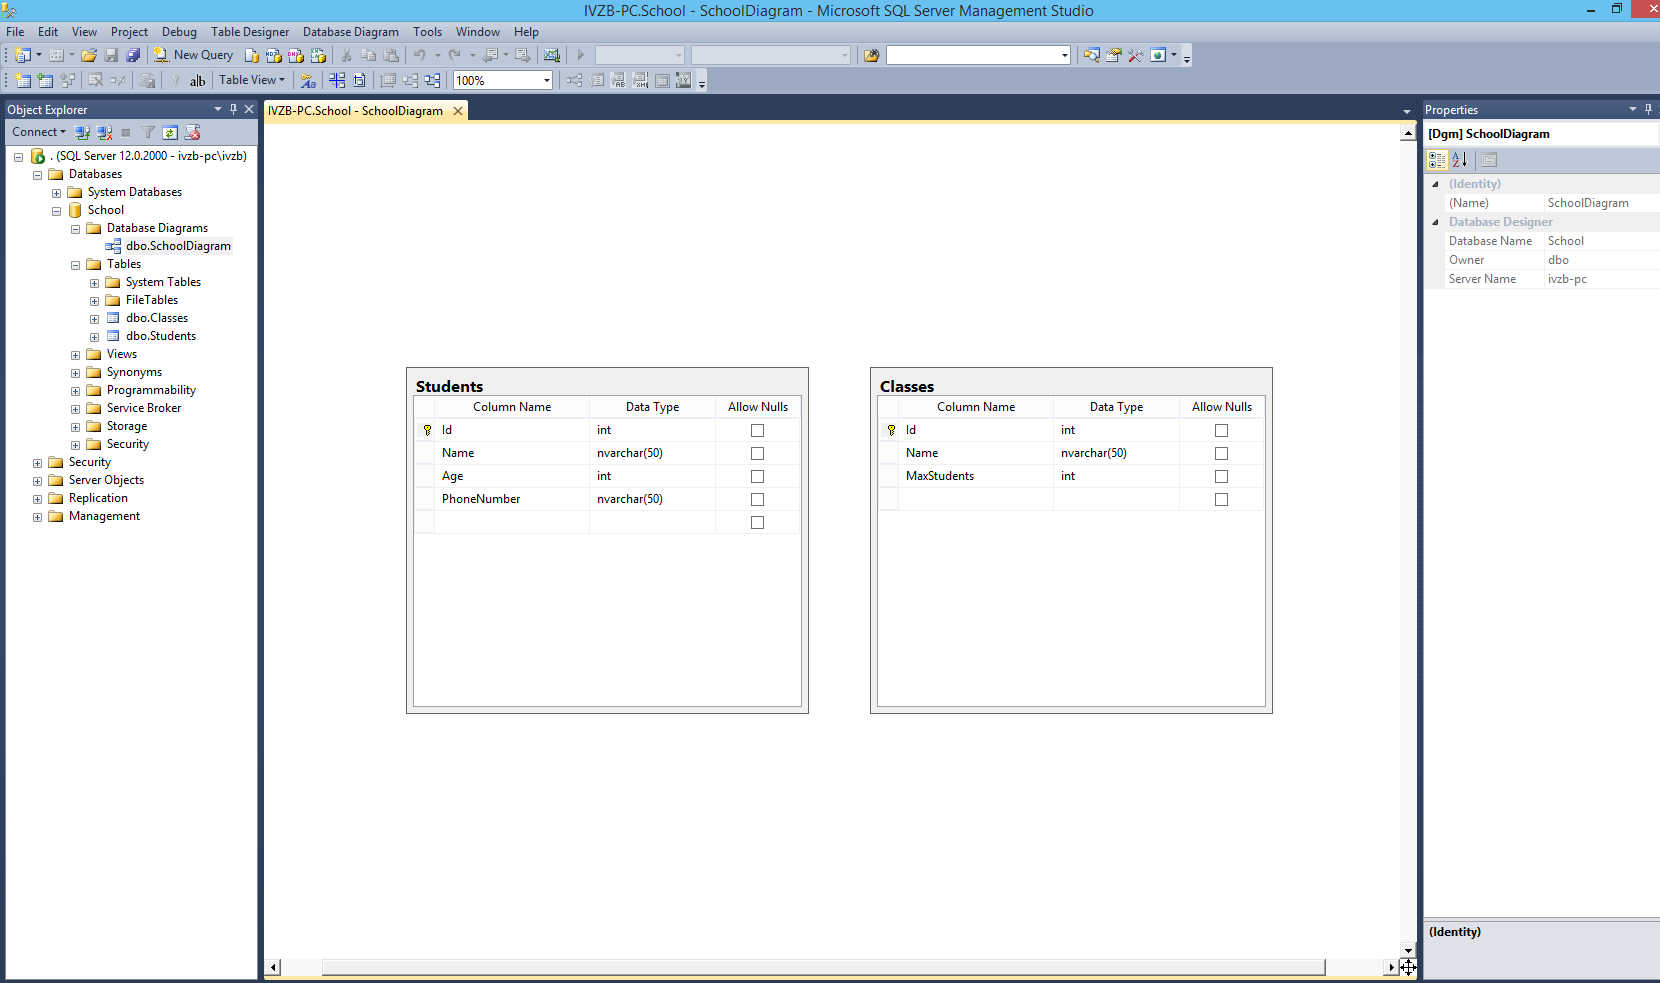 IVZB-PC.School - SchoolDiagram - Microsoft SQL Server Management Studio
File Edit View Project Debug Table Designer Database Diagram Tools Window Help
New Query
ab Table View 100%
Object Explorer
Connect
. (SQL Server 12.0.2000 - ivzb-pc\ivzb)
Databases
System Databases
School
Database Diagrams
dbo.SchoolDiagram
Tables
System Tables
FileTables
dbo.Classes
dbo.Students
Views
Synonyms
Programmability
Service Broker
Storage
Security
Security
Server Objects
Replication
Management
IVZB-PC.School - SchoolDiagram
Students
Column Name Data Type Allow Nulls
Id int
Name nvarchar(50)
Age int
PhoneNumber nvarchar(50)
Classes
Column Name Data Type Allow Nulls
Id int
Name nvarchar(50)
MaxStudents int
Properties
[Dgm] SchoolDiagram
(Identity)
(Name) SchoolDiagram
Database Designer
Database Name School
Owner dbo
Server Name ivzb-pc
(Identity)